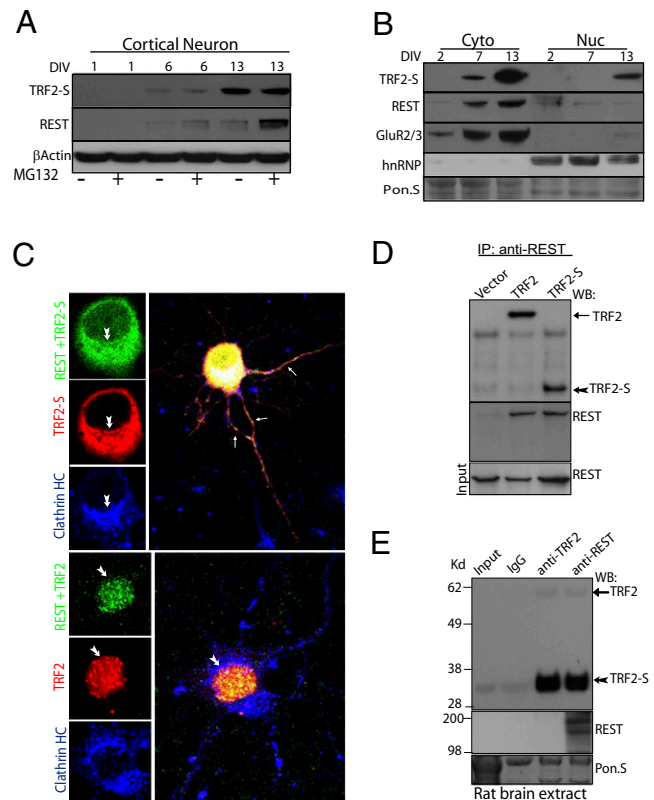 A
Cortical Neuron
DIV 1 1 6 6 13 13
TRF2-S
REST
βActin
MG132 - + - + - +
B
Cyto Nuc
DIV 2 7 13 2 7 13
TRF2-S
REST
GluR2/3
hnRNP
Pon.S
C
REST +TRF2-S
TRF2-S
Clathrin HC
REST +TRF2
TRF2
Clathrin HC
D
IP: anti-REST
Vector TRF2 TRF2-S
WB:
TRF2
TRF2-S
REST
Input
REST
E
Kd Input IgG anti-TRF2 anti-REST
WB:
62
TRF2
49
38
TRF2-S
28
200
REST
98
Pon.S
Rat brain extract